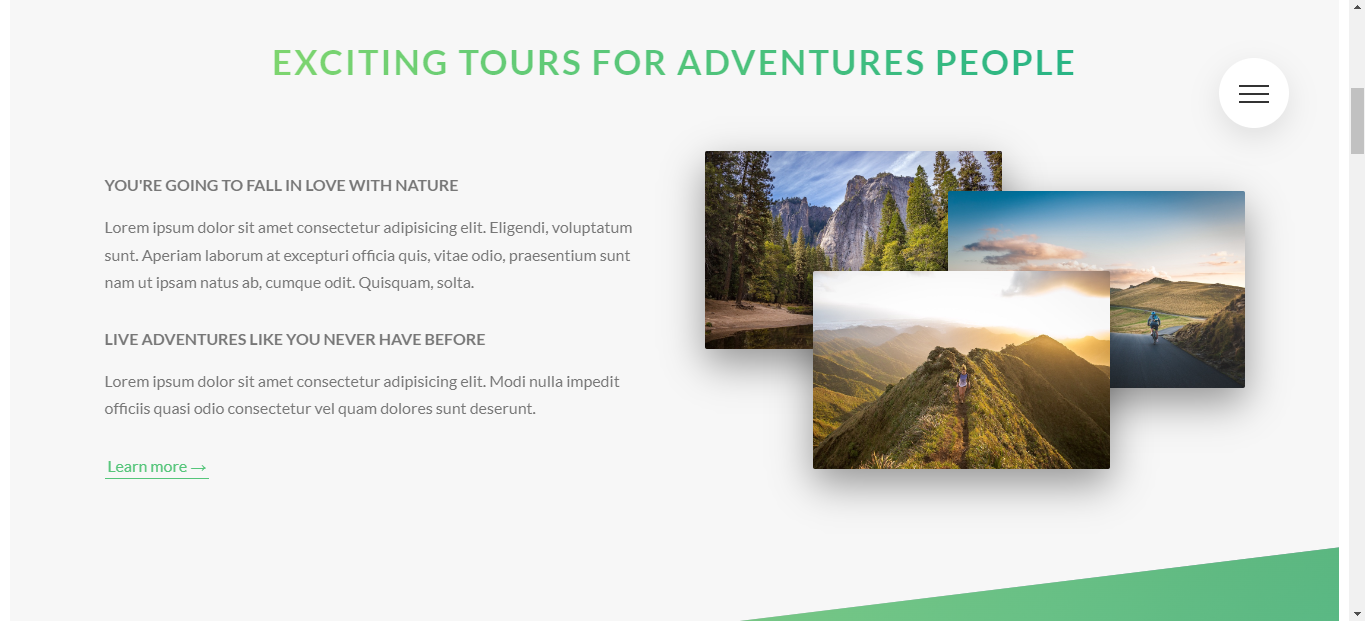 EXCITING TOURS FOR ADVENTURES PEOPLE
YOU'RE GOING TO FALL IN LOVE WITH NATURE
Lorem ipsum dolor sit amet consectetur adipisicing elit. Eligendi, voluptatum
sunt. Aperiam laborum at excepturi officia quis, vitae odio, praesentium sunt
nam ut ipsam natus ab, cumque odit. Quisquam, solta.
LIVE ADVENTURES LIKE YOU NEVER HAVE BEFORE
Lorem ipsum dolor sit amet consectetur adipisicing elit. Modi nulla impedit
officiis quasi odio consectetur vel quam dolores sunt deserunt.
Learn more →